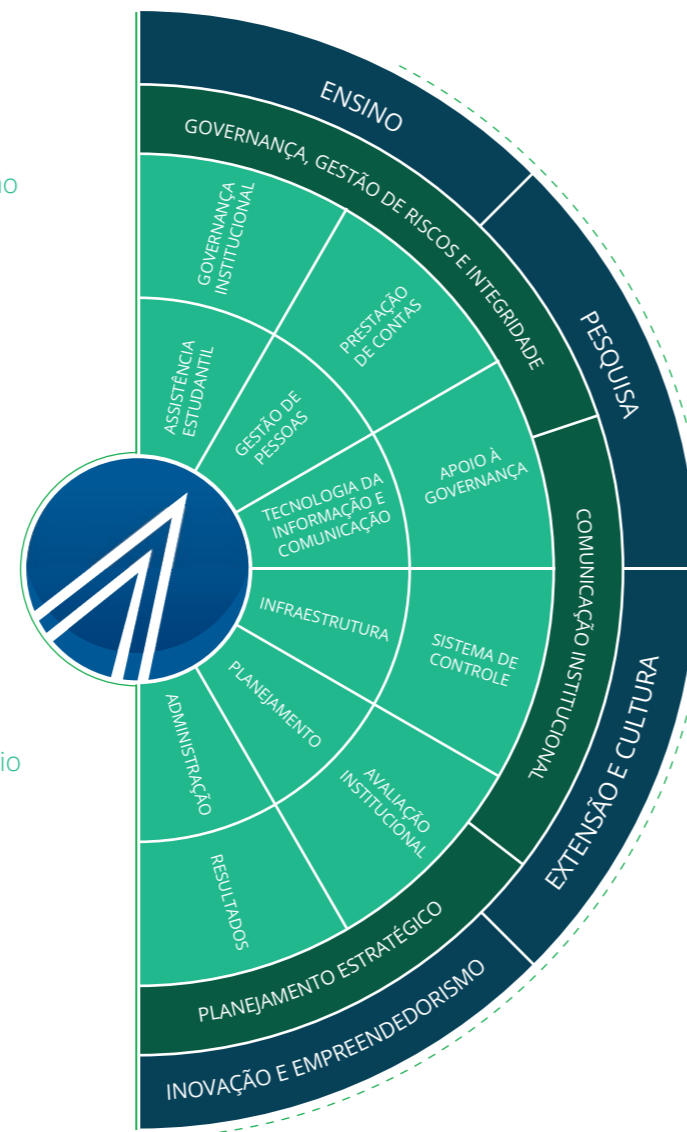 ENSINO
PESQUISA
EXTENSÃO E CULTURA
INOVAÇÃO E EMPREENDEDORISMO
GOVERNANÇA, GESTÃO DE RISCOS E INTEGRIDADE
COMUNICAÇÃO INSTITUCIONAL
PLANEJAMENTO ESTRATÉGICO
GOVERNANÇA
INSTITUCIONAL
PRESTAÇÃO
DE CONTAS
APOIO À
GOVERNANÇA
SISTEMA DE
CONTROLE
AVALIAÇÃO
INSTITUCIONAL
RESULTADOS
ASSISTÊNCIA
ESTUDANTIL
GESTÃO DE
PESSOAS
TECNOLOGIA DA
INFORMAÇÃO E
COMUNICAÇÃO
INFRAESTRUTURA
PLANEJAMENTO
ADMINISTRAÇÃO